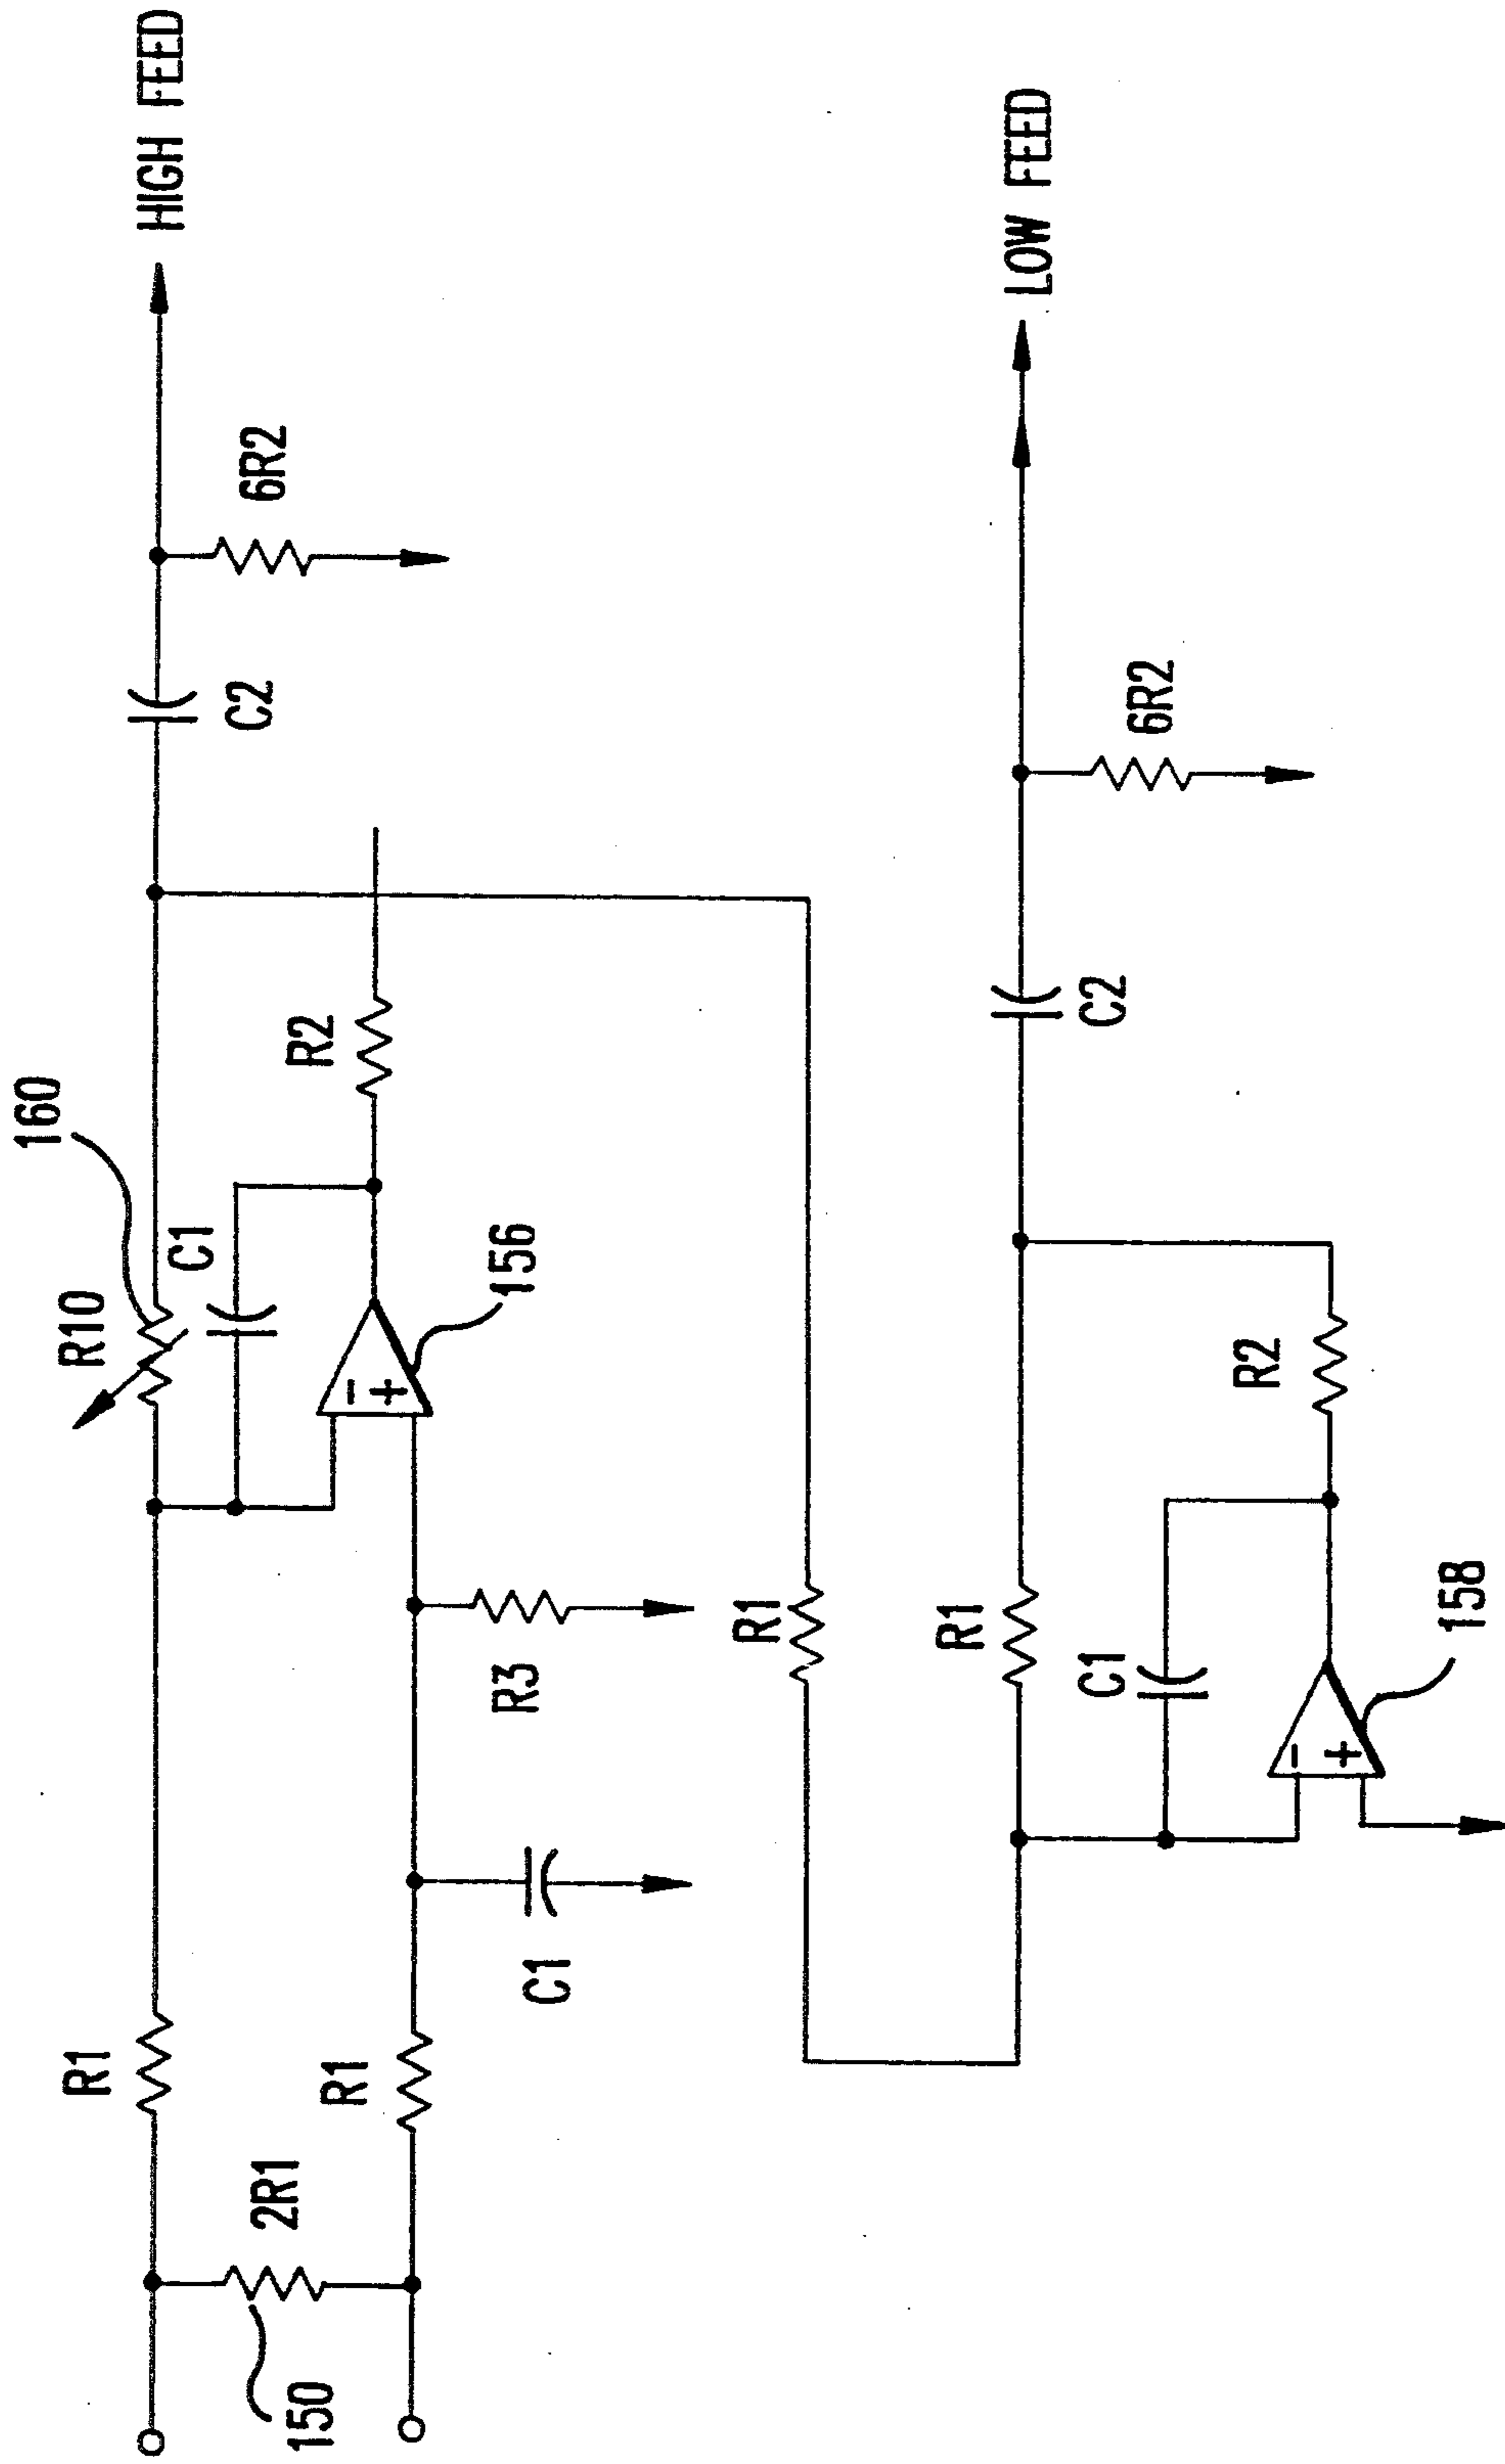 160
R10
R1
HIGH FEED
C1
C2
6R2
2R1
150
R2
R1
−
+
156
R3
C1
R1
R1
LOW FEED
C1
C2
6R2
R2
−
+
158